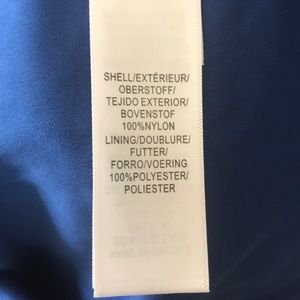 SHELL/EXTÉRIEUR/
OBERSTOFF/
TEJIDO EXTERIOR/
BOVENSTOF
100%NYLON
LINING/DOUBLURE/
FUTTER/
FORRO/VOERING
100%POLYESTER/
POLIESTER